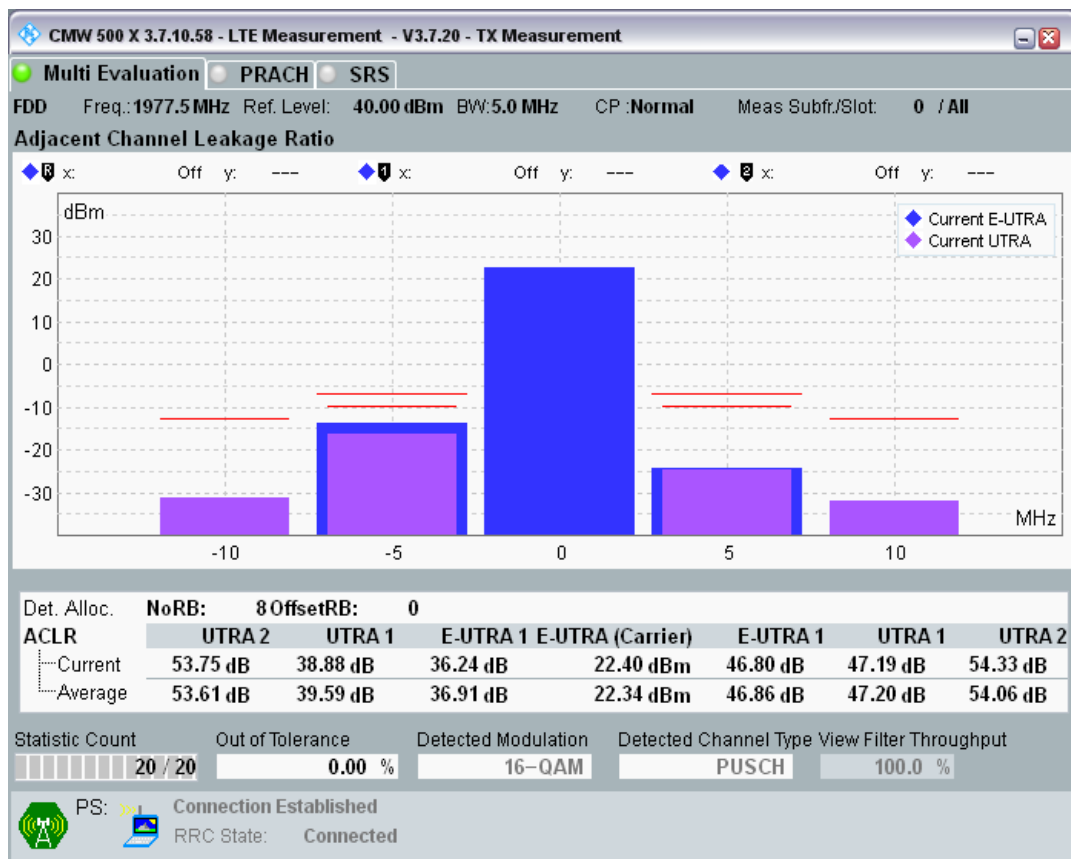 CMW 500 X 3.7.10.58 - LTE Measurement - V3.7.20 - TX Measurement
Multi Evaluation PRACH SRS
FDD Freq.:1977.5 MHz Ref. Level: 40.00 dBm BW:5.0 MHz CP :Normal Meas Subfr./Slot: 0 / All
Adjacent Channel Leakage Ratio
R x: Off y: --- 1 x: Off y: --- 2 x: Off y: ---
dBm
Current E-UTRA
Current UTRA
30
20
10
0
-10
-20
-30
MHz
-10 -5 0 5 10
Det. Alloc. NoRB: 8 OffsetRB: 0
ACLR UTRA 2 UTRA 1 E-UTRA 1 E-UTRA (Carrier) E-UTRA 1 UTRA 1 UTRA 2
Current 53.75 dB 38.88 dB 36.24 dB 22.40 dBm 46.80 dB 47.19 dB 54.33 dB
Average 53.61 dB 39.59 dB 36.91 dB 22.34 dBm 46.86 dB 47.20 dB 54.06 dB
Statistic Count Out of Tolerance Detected Modulation Detected Channel Type View Filter Throughput
20 / 20 0.00 % 16-QAM PUSCH 100.0 %
PS: Connection Established
RRC State: Connected